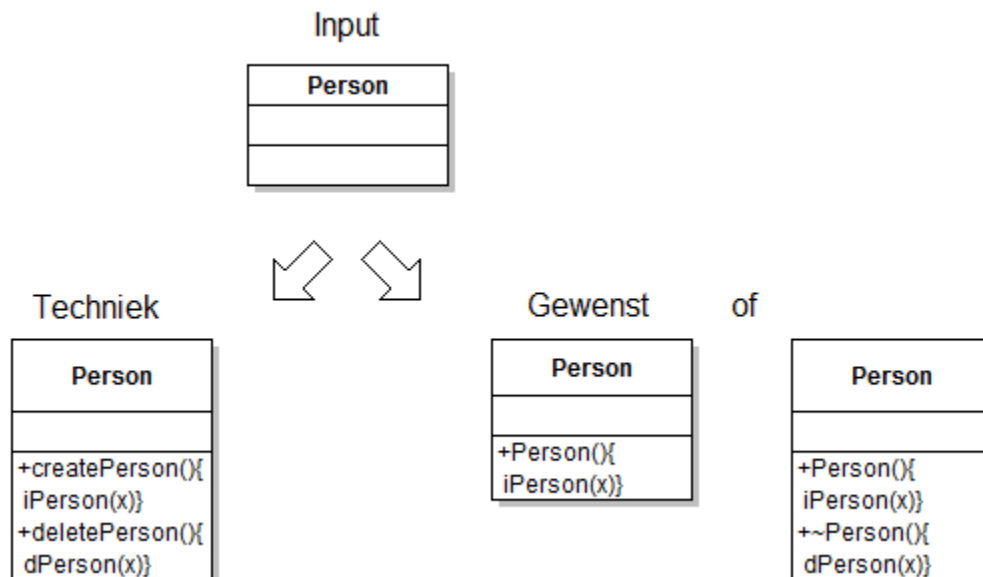 Input
Person
Techniek
Gewenst of
Person
+createPerson(){
iPerson(x)}
+deletePerson(){
dPerson(x)}
Person
+Person(){
iPerson(x)}
Person
+Person(){
iPerson(x)}
+~Person(){
dPerson(x)}